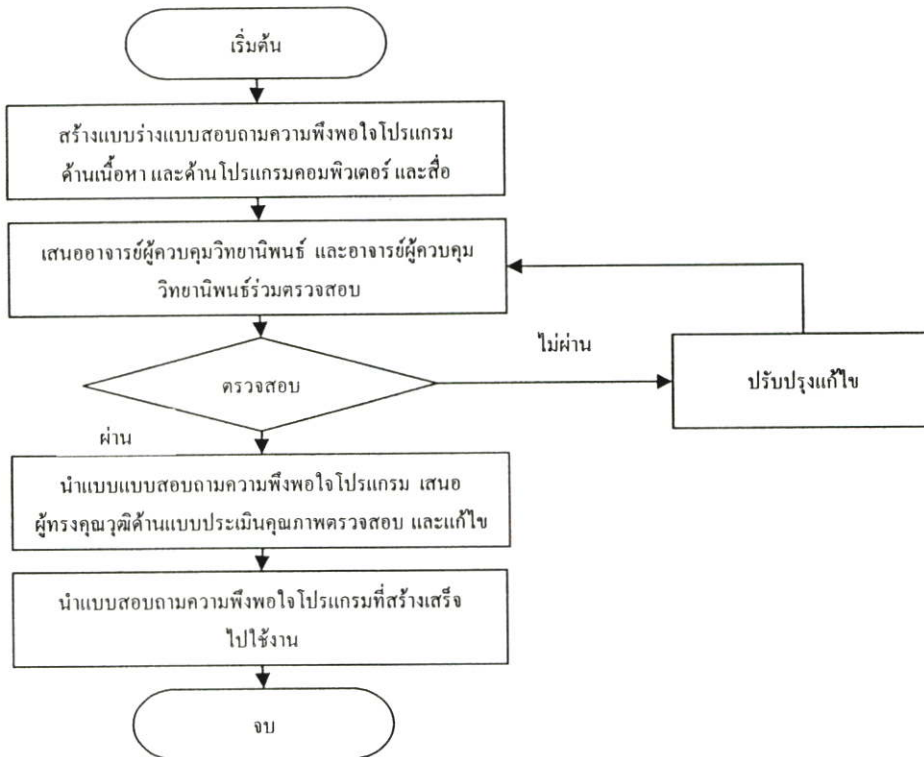 เริ่มต้น
สร้างแบบร่างแบบสอบถามความพึงพอใจโปรแกรม
ด้านเนื้อหา และด้านโปรแกรมคอมพิวเตอร์ และสื่อ
เสนออาจารย์ผู้ควบคุมวิทยานิพนธ์ และอาจารย์ผู้ควบคุม
วิทยานิพนธ์ร่วมตรวจสอบ
ไม่ผ่าน
ตรวจสอบ
ปรับปรุงแก้ไข
ผ่าน
นำแบบแบบสอบถามความพึงพอใจโปรแกรม เสนอ
ผู้ทรงคุณวุฒิด้านแบบประเมินคุณภาพตรวจสอบ และแก้ไข
นำแบบสอบถามความพึงพอใจโปรแกรมที่สร้างเสร็จ
ไปใช้งาน
จบ